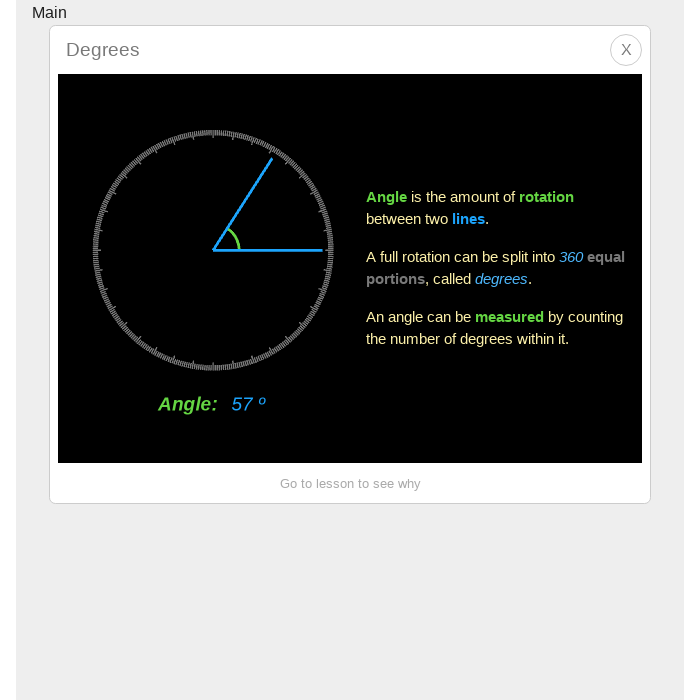 Main
Degrees
X
Angle is the amount of rotation
between two lines.
A full rotation can be split into 360 equal
portions, called degrees.
An angle can be measured by counting
the number of degrees within it.
Angle: 57 º
Go to lesson to see why